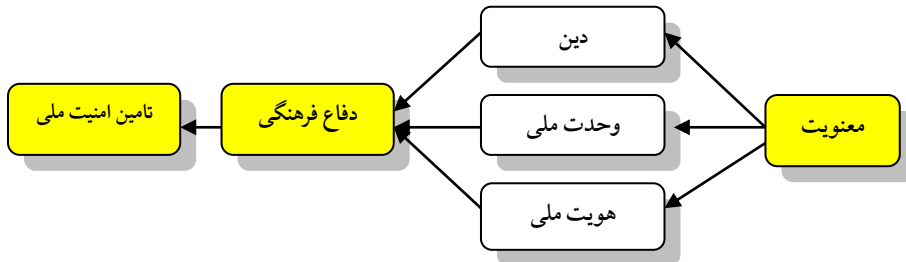 معنویت
دین
وحدت ملی
هویت ملی
دفاع فرهنگی
تامین امنیت ملی